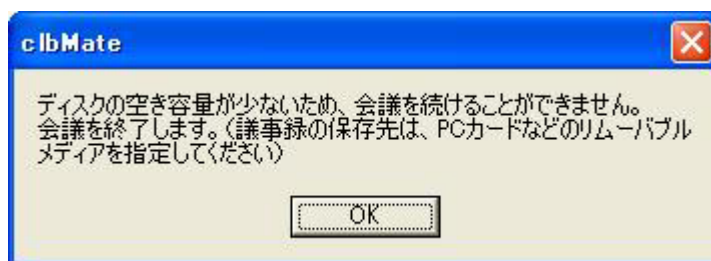 clbMate
ディスクの空き容量が少ないため、会議を続けることができません。
会議を終了します。(議事録の保存先は、PCカードなどのリムーバブル
メディアを指定してください)
OK